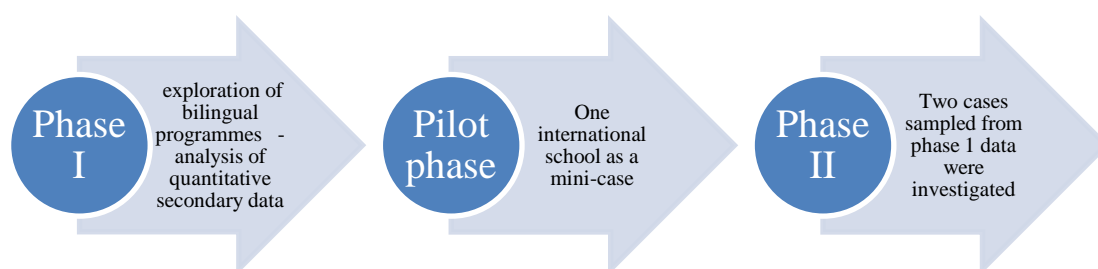 Phase
I
exploration of
bilingual
programmes -
analysis of
quantitative
secondary data
Pilot
phase
One
international
school as a
mini-case
Phase
II
Two cases
sampled from
phase 1 data
were
investigated